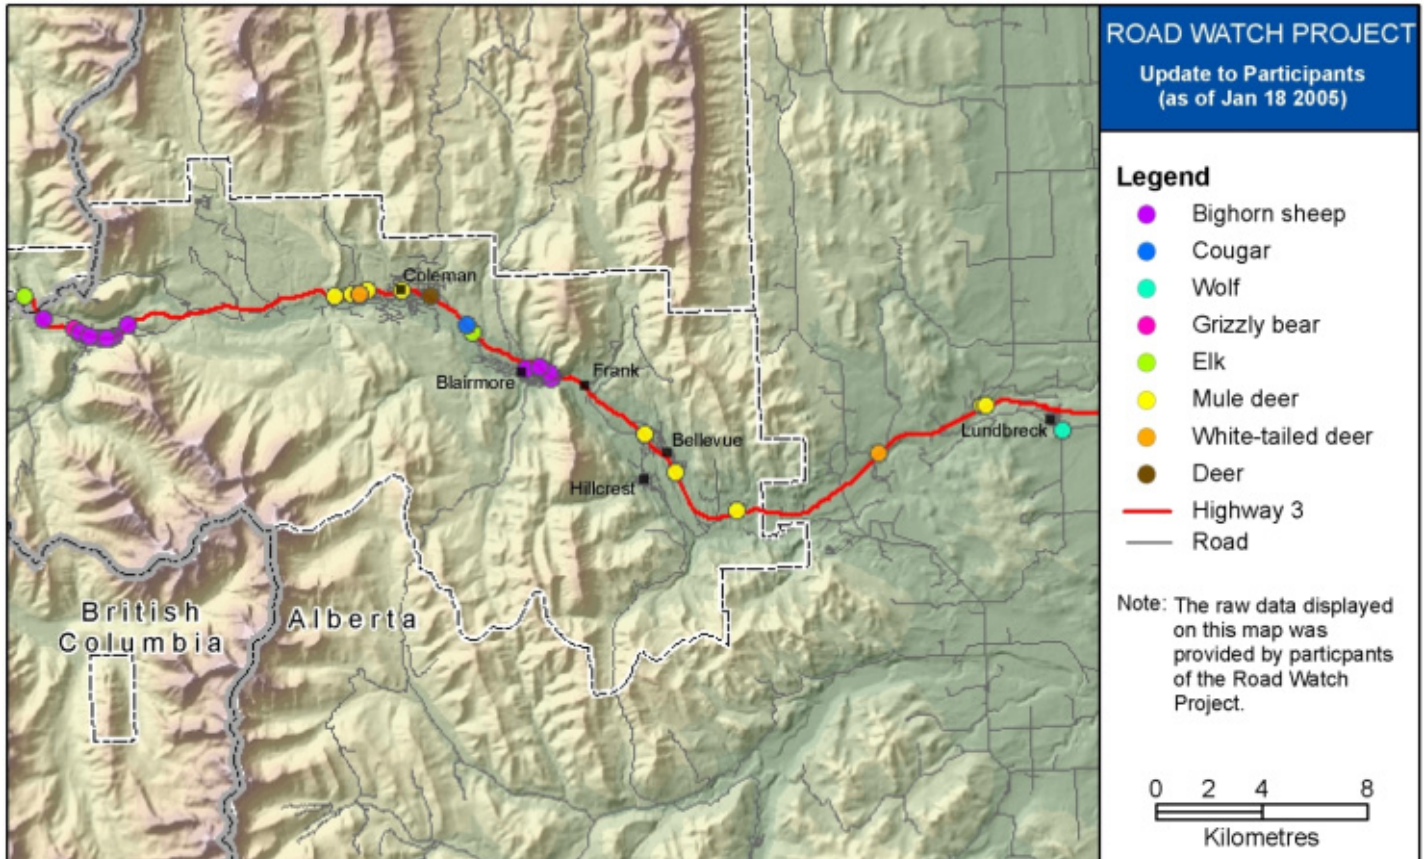 ROAD WATCH PROJECT
Update to Participants
(as of Jan 18 2005)
Legend
Bighorn sheep
Cougar
Wolf
Grizzly bear
Elk
Mule deer
White-tailed deer
Deer
Highway 3
Road
Note: The raw data displayed
on this map was
provided by particpants
of the Road Watch
Project.
0 2 4 8
Kilometres
Coleman
Blairmore
Frank
Bellevue
Hillcrest
Lundbreck
British
Columbia
Alberta